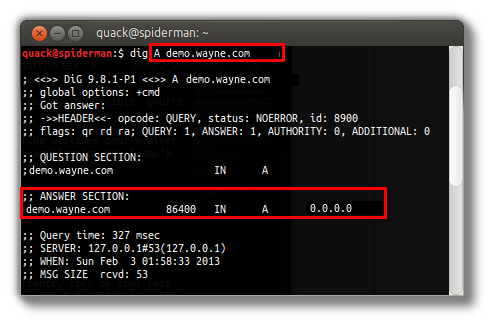 quack@spiderman: ~
quack@spiderman:$ dig A demo.wayne.com
; <<>> DiG 9.8.1-P1 <<>> A demo.wayne.com
;; global options: +cmd
;; Got answer:
;; ->>HEADER<<- opcode: QUERY, status: NOERROR, id: 8900
;; flags: qr rd ra; QUERY: 1, ANSWER: 1, AUTHORITY: 0, ADDITIONAL: 0
;; QUESTION SECTION:
;demo.wayne.com IN A
;; ANSWER SECTION:
demo.wayne.com 86400 IN A 0.0.0.0
;; Query time: 327 msec
;; SERVER: 127.0.0.1#53(127.0.0.1)
;; WHEN: Sun Feb 3 01:58:33 2013
;; MSG SIZE rcvd: 53